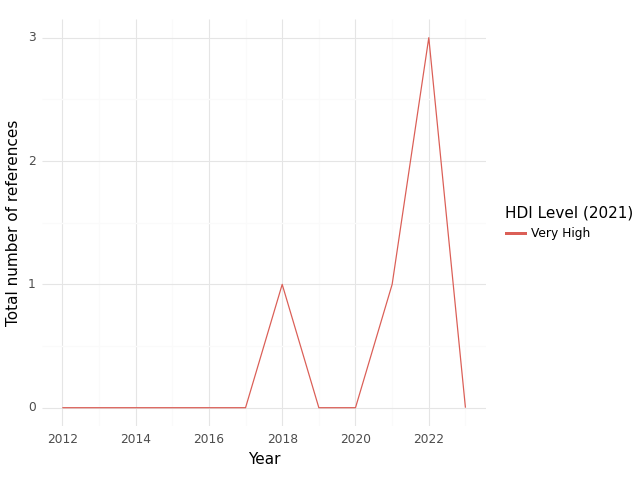 3
2
1
0
2012 2014 2016 2018 2020 2022
Year
Total number of references
HDI Level (2021)
Very High